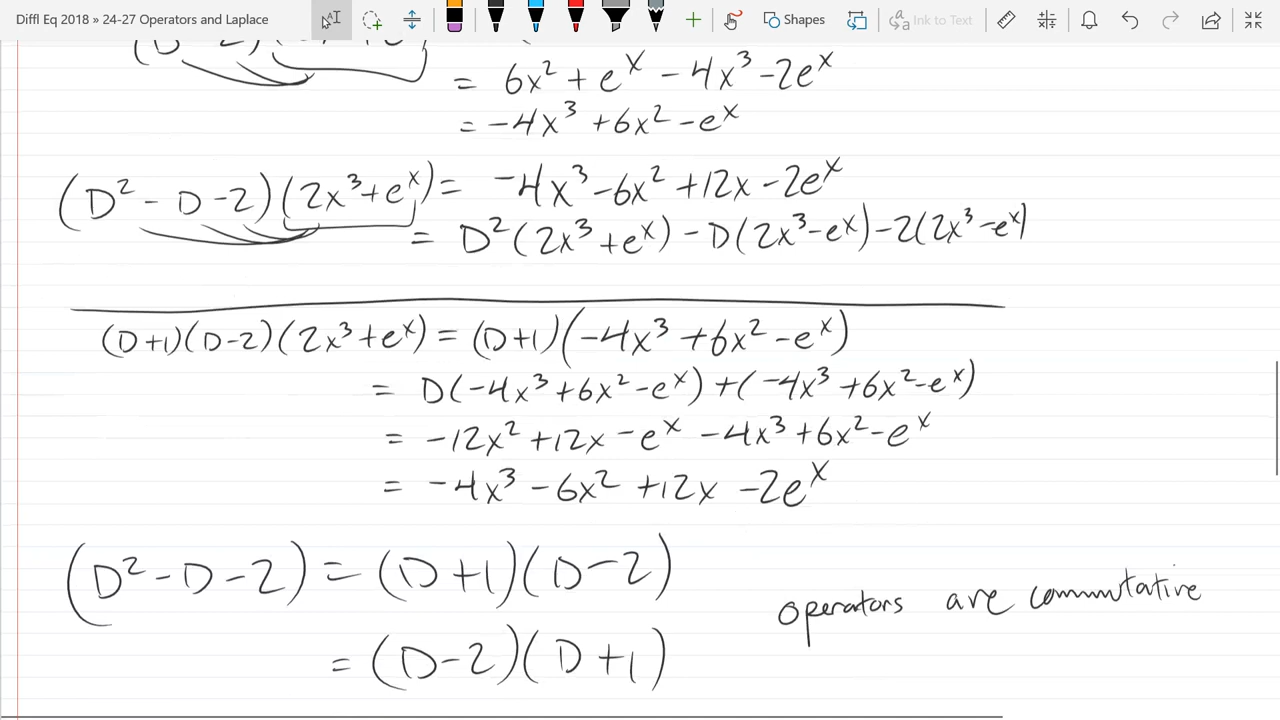 Diffl Eq 2018 » 24-27 Operators and Laplace
Shapes
Link to Text
= 6x² + eˣ - 4x³ - 2eˣ
= -4x³ + 6x² - eˣ
(D² - D - 2)(2x³ + eˣ) = -4x³ - 6x² + 12x - 2eˣ
= D²(2x³ + eˣ) - D(2x³ - eˣ) - 2(2x³ - eˣ)
(D+1)(D-2)(2x³ + eˣ) = (D+1)(-4x³ + 6x² - eˣ)
= D(-4x³ + 6x² - eˣ) + (-4x³ + 6x² - eˣ)
= -12x² + 12x - eˣ - 4x³ + 6x² - eˣ
= -4x³ - 6x² + 12x - 2eˣ
(D² - D - 2) = (D+1)(D-2)
operators are commutative
= (D-2)(D+1)